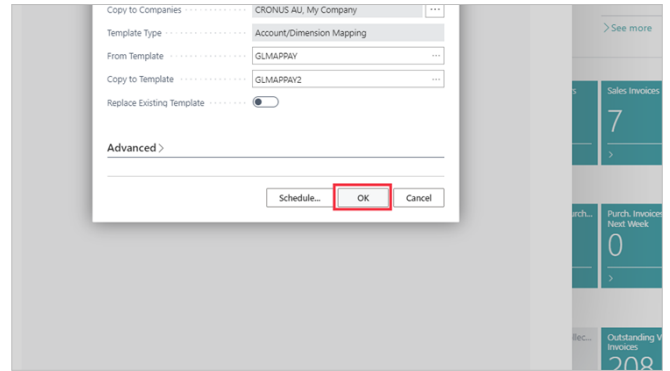 Copy to Companies
CRONUS AU, My Company
Template Type
Account/Dimension Mapping
From Template
GLMAPPAY
Copy to Template
GLMAPPAY2
Replace Existing Template
Advanced >
Schedule...
OK
Cancel
>See more
s
Sales Invoices
7
>
urch...
Purch. Invoices
Next Week
0
>
llec...
Outstanding V
Invoices
208